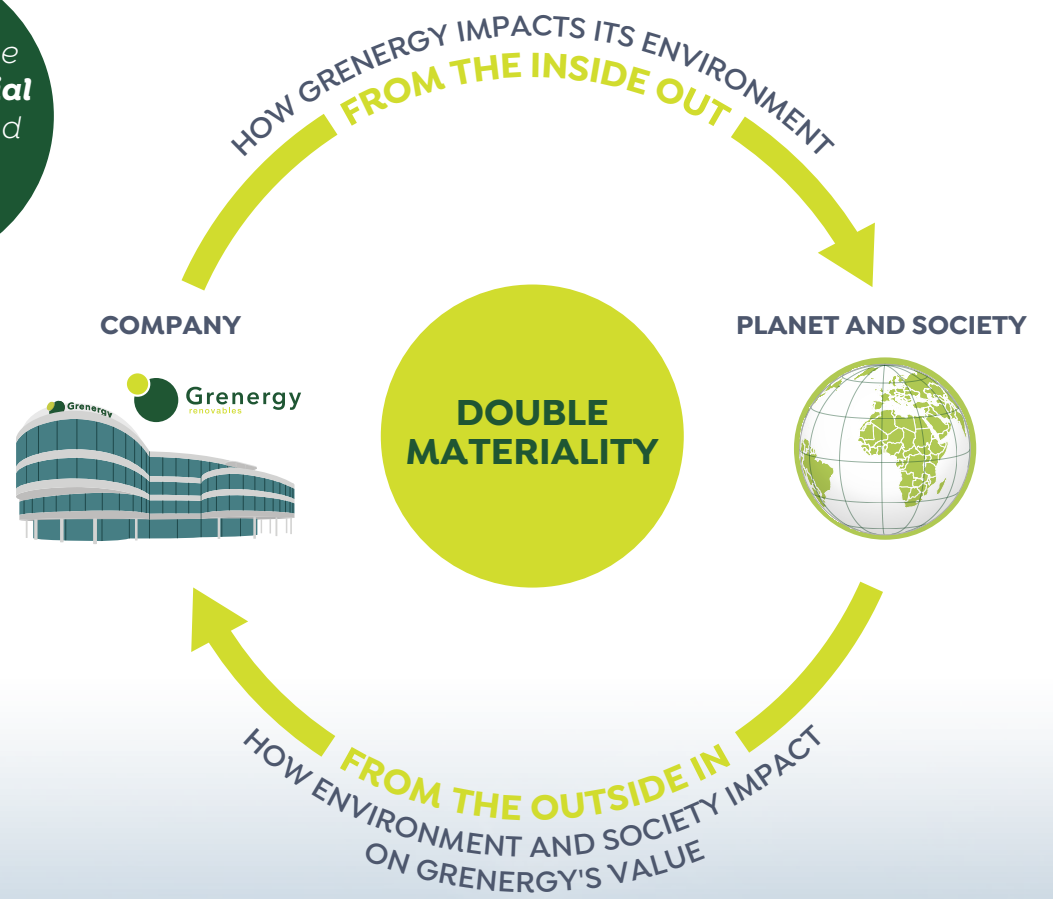 HOW GRENERGY IMPACTS ITS ENVIRONMENT
FROM THE INSIDE OUT
COMPANY
PLANET AND SOCIETY
Grenergy
renovables
Grenergy
DOUBLE
MATERIALITY
FROM THE OUTSIDE IN
HOW ENVIRONMENT AND SOCIETY IMPACT
ON GRENERGY'S VALUE